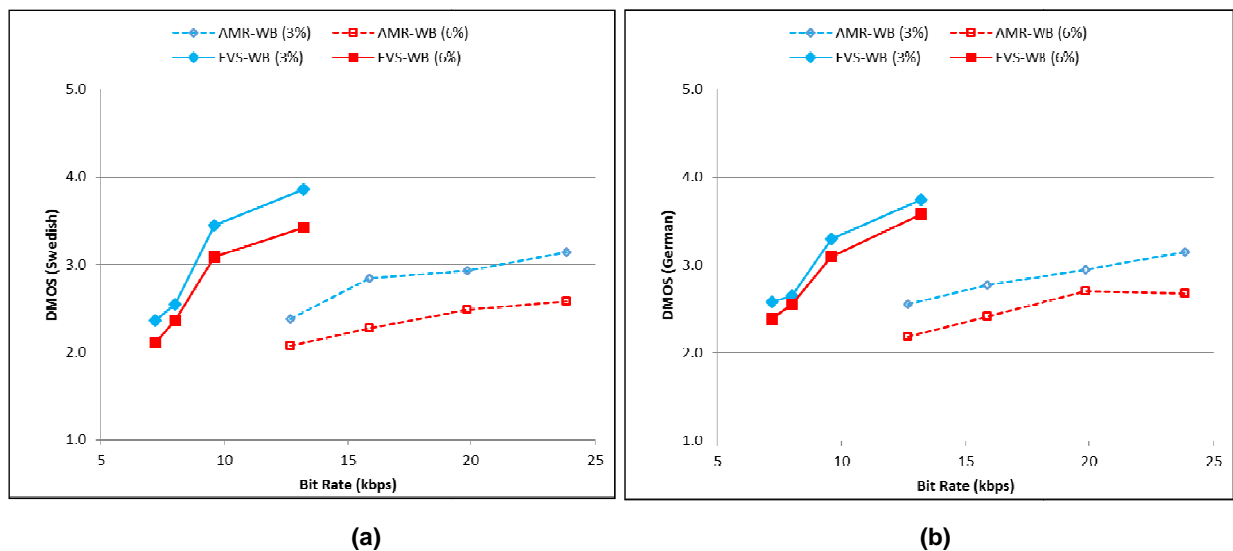 AMR-WB (3%) AMR-WB (6%)
EVS-WB (3%) EVS-WB (6%)
5.0
4.0
3.0
2.0
1.0
DMOS (Swedish)
5 10 15 20 25
Bit Rate (kbps)
(a)
AMR-WB (3%) AMR-WB (6%)
EVS-WB (3%) EVS-WB (6%)
5.0
4.0
3.0
2.0
1.0
DMOS (German)
5 10 15 20 25
Bit Rate (kbps)
(b)